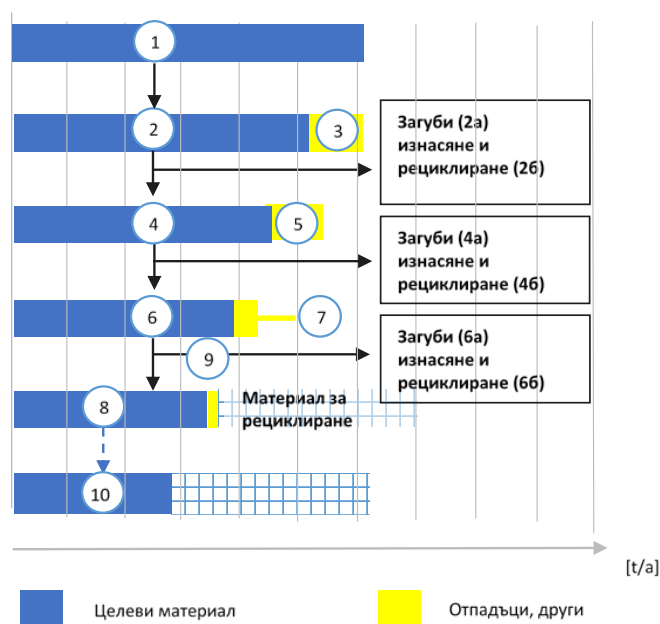 1
2
3
Загуби (2а)
изнасяне и
рециклиране (2б)
4
5
Загуби (4а)
изнасяне и
рециклиране (4б)
6
7
Загуби (6а)
изнасяне и
рециклиране (6б)
9
8
Материал за
рециклиране
10
[t/a]
Целеви материал
Отпадъци, други